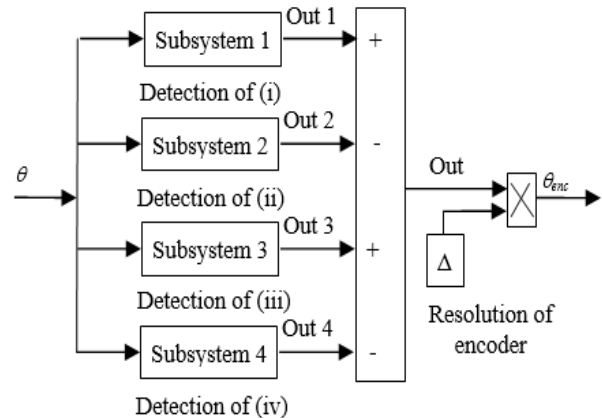 Out 1
Subsystem 1
+
Detection of (i)
Out 2
Subsystem 2
-
Out
θ
θenc
Detection of (ii)
Out 3
Subsystem 3
+
Δ
Detection of (iii)
Resolution of
encoder
Out 4
Subsystem 4
-
Detection of (iv)